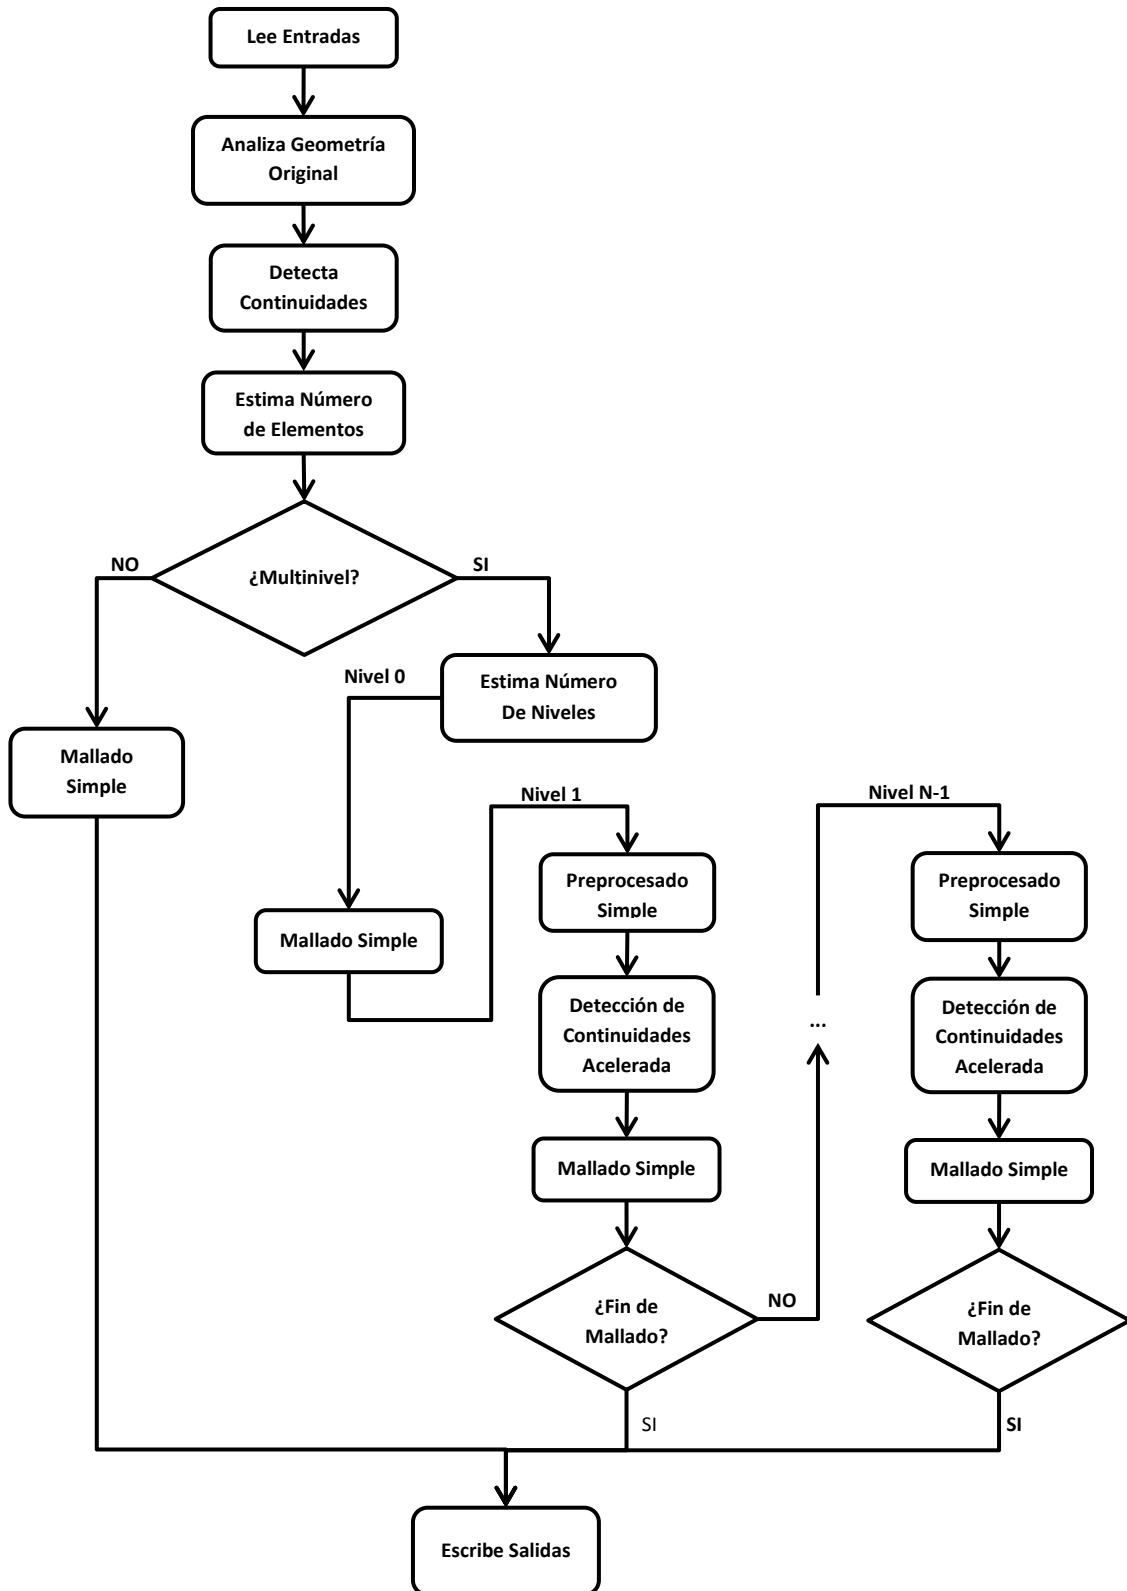 Lee Entradas
Analiza Geometría
Original
Detecta
Continuidades
Estima Número
de Elementos
NO
¿Multinivel?
SI
Nivel 0
Estima Número
De Niveles
Mallado
Simple
Mallado Simple
Nivel 1
Preprocesado
Simple
Detección de
Continuidades
Acelerada
Mallado Simple
¿Fin de
Mallado?
NO
SI
...
Nivel N-1
Preprocesado
Simple
Detección de
Continuidades
Acelerada
Mallado Simple
¿Fin de
Mallado?
SI
Escribe Salidas